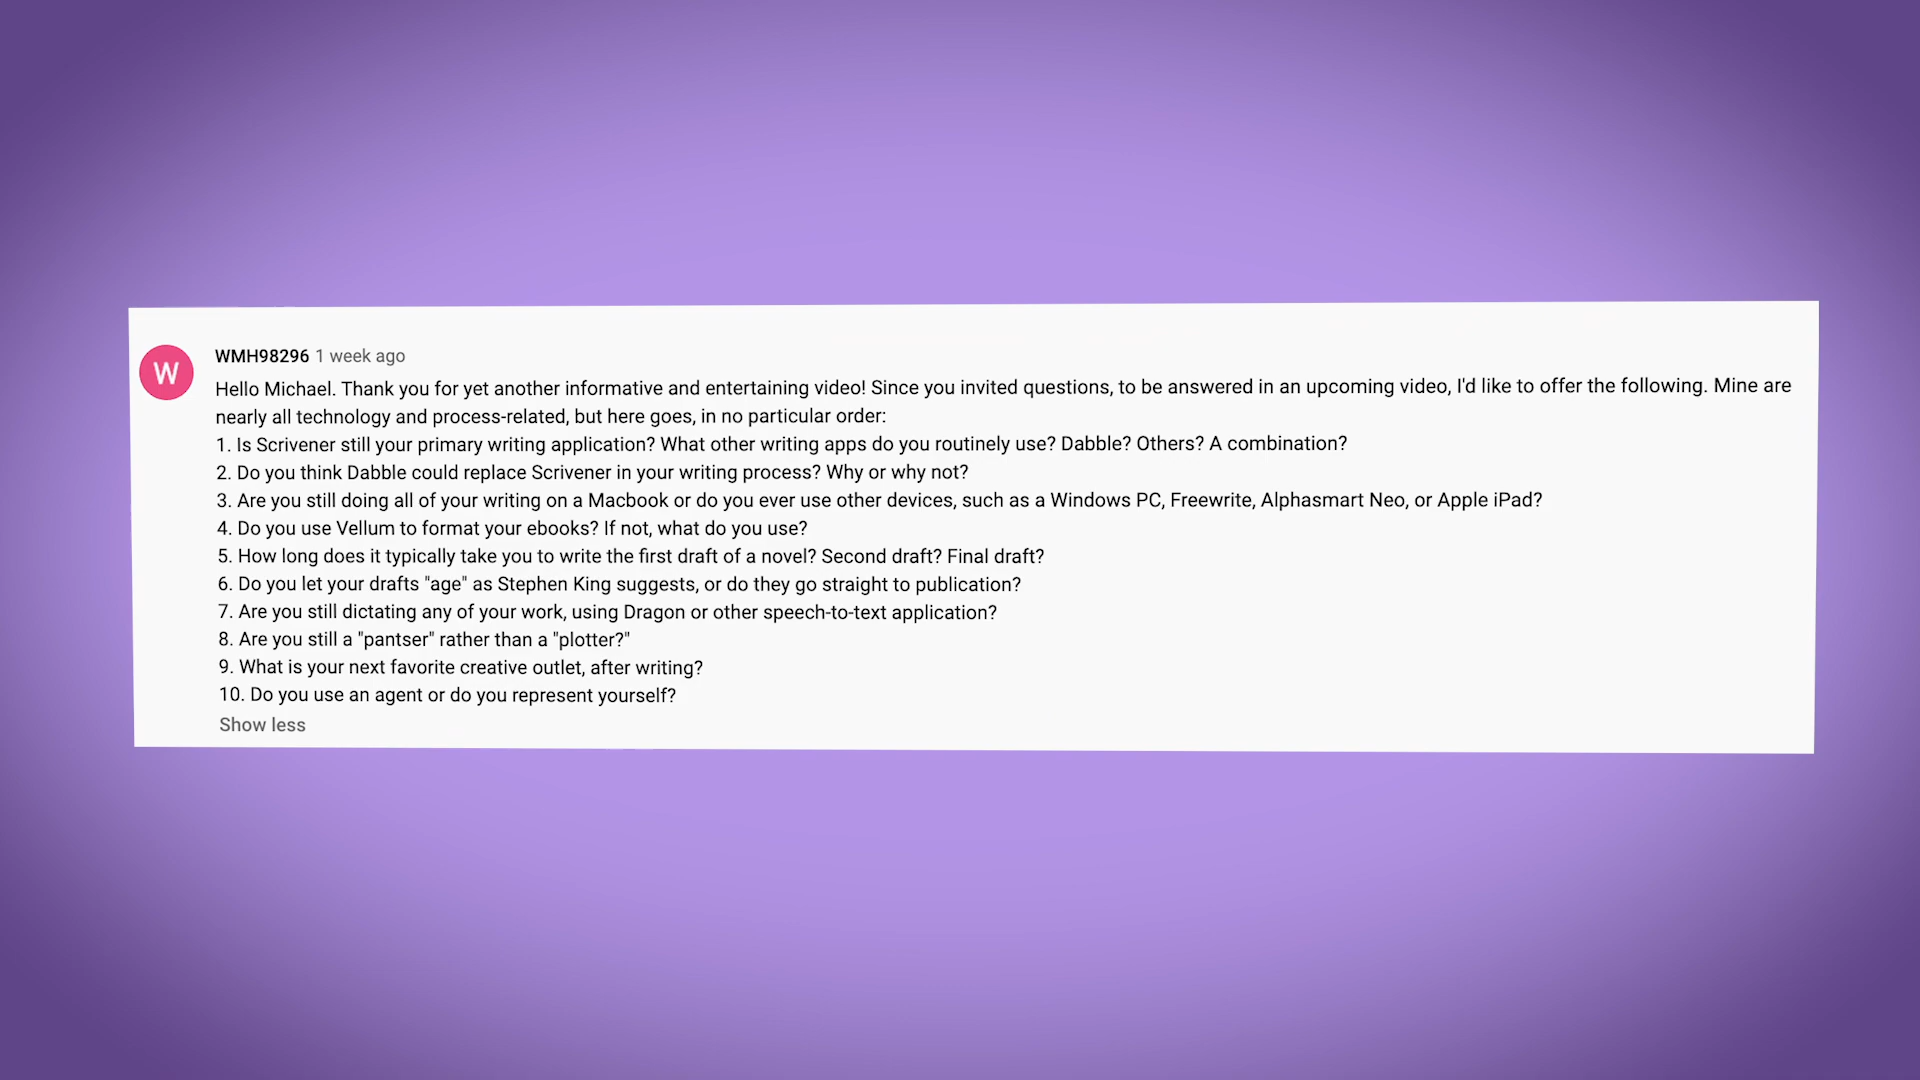 W
WMH98296 1 week ago
Hello Michael. Thank you for yet another informative and entertaining video! Since you invited questions, to be answered in an upcoming video, I'd like to offer the following. Mine are
nearly all technology and process-related, but here goes, in no particular order:
1. Is Scrivener still your primary writing application? What other writing apps do you routinely use? Dabble? Others? A combination?
2. Do you think Dabble could replace Scrivener in your writing process? Why or why not?
3. Are you still doing all of your writing on a Macbook or do you ever use other devices, such as a Windows PC, Freewrite, Alphasmart Neo, or Apple iPad?
4. Do you use Vellum to format your ebooks? If not, what do you use?
5. How long does it typically take you to write the first draft of a novel? Second draft? Final draft?
6. Do you let your drafts "age" as Stephen King suggests, or do they go straight to publication?
7. Are you still dictating any of your work, using Dragon or other speech-to-text application?
8. Are you still a "pantser" rather than a "plotter?"
9. What is your next favorite creative outlet, after writing?
10. Do you use an agent or do you represent yourself?
Show less